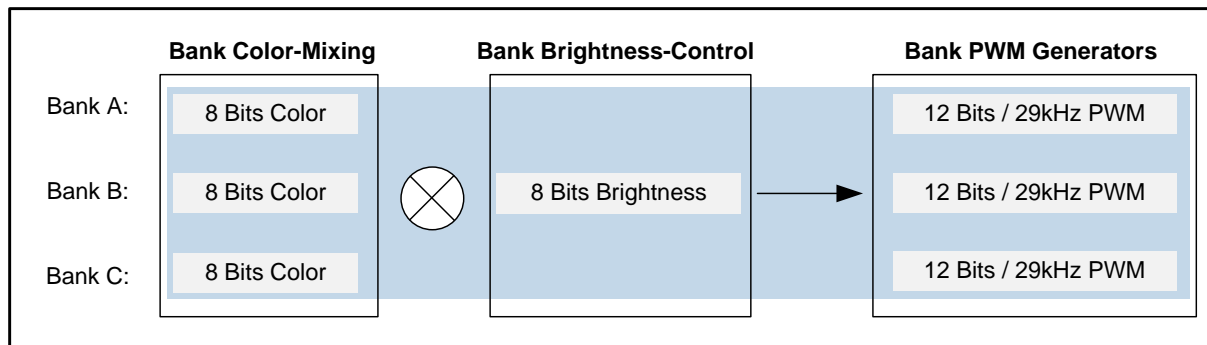 Bank Color-Mixing Bank Brightness-Control Bank PWM Generators
Bank A: 8 Bits Color 12 Bits / 29kHz PWM
Bank B: 8 Bits Color 8 Bits Brightness 12 Bits / 29kHz PWM
Bank C: 8 Bits Color 12 Bits / 29kHz PWM